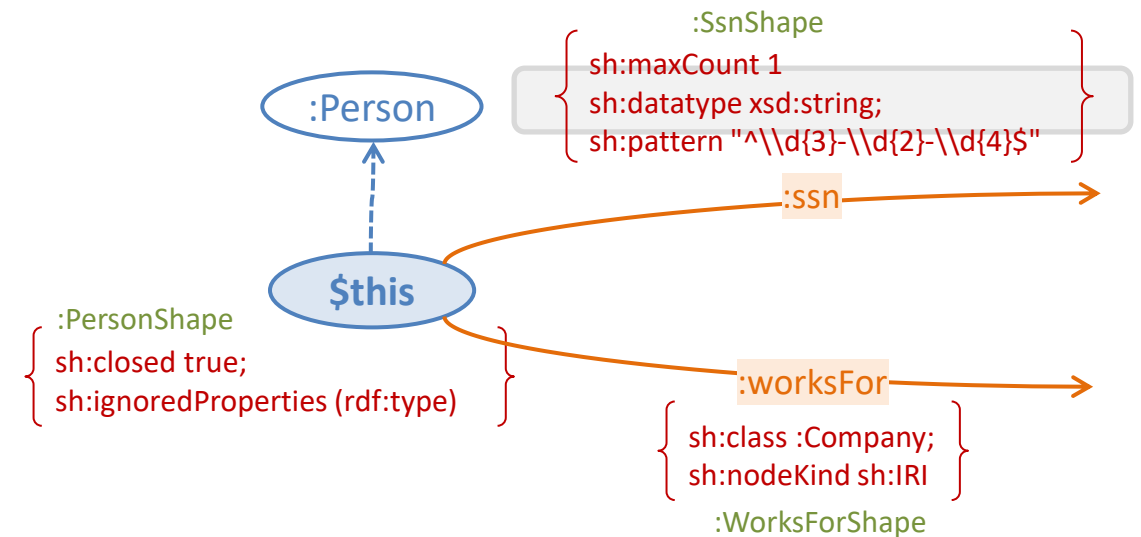 :SsnShape
sh:maxCount 1
sh:datatype xsd:string;
sh:pattern "^\\d{3}-\\d{2}-\\d{4}$"
:Person
:ssn
$this
:PersonShape
sh:closed true;
sh:ignoredProperties (rdf:type)
:worksFor
sh:class :Company;
sh:nodeKind sh:IRI
:WorksForShape